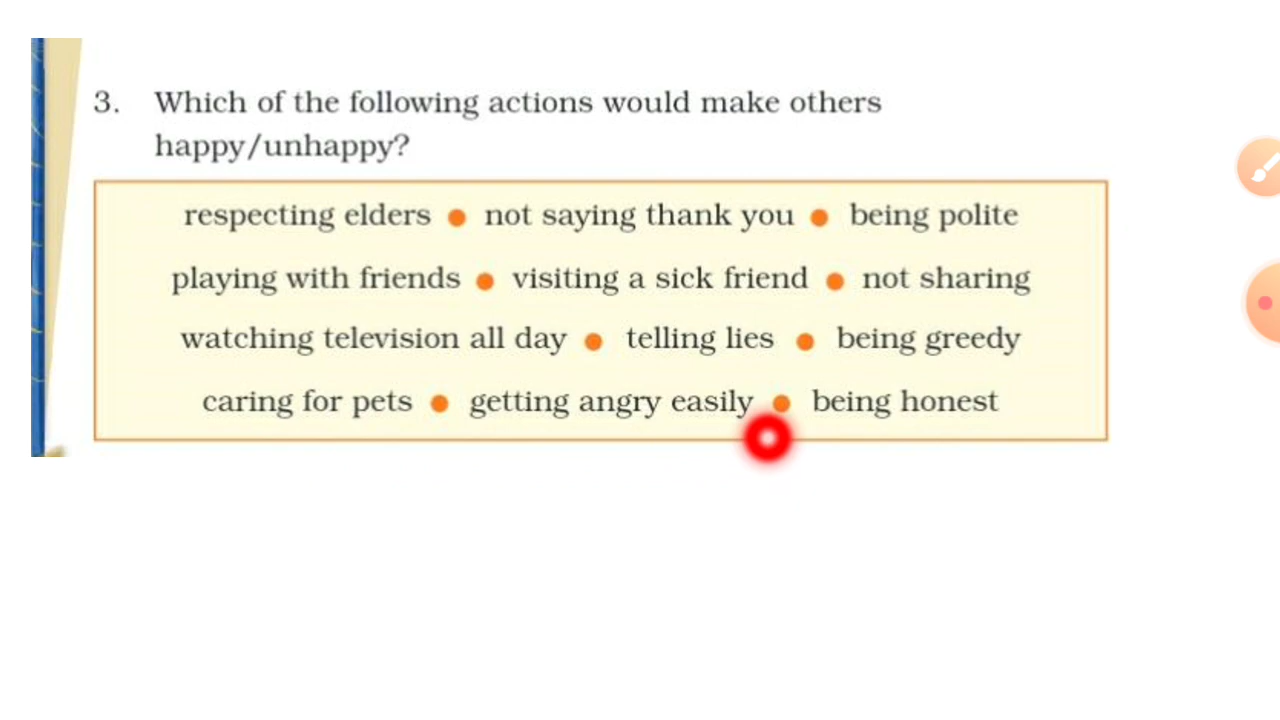 3. Which of the following actions would make others
happy/unhappy?
respecting elders ● not saying thank you ● being polite
playing with friends ● visiting a sick friend ● not sharing
watching television all day ● telling lies ● being greedy
caring for pets ● getting angry easily ● being honest